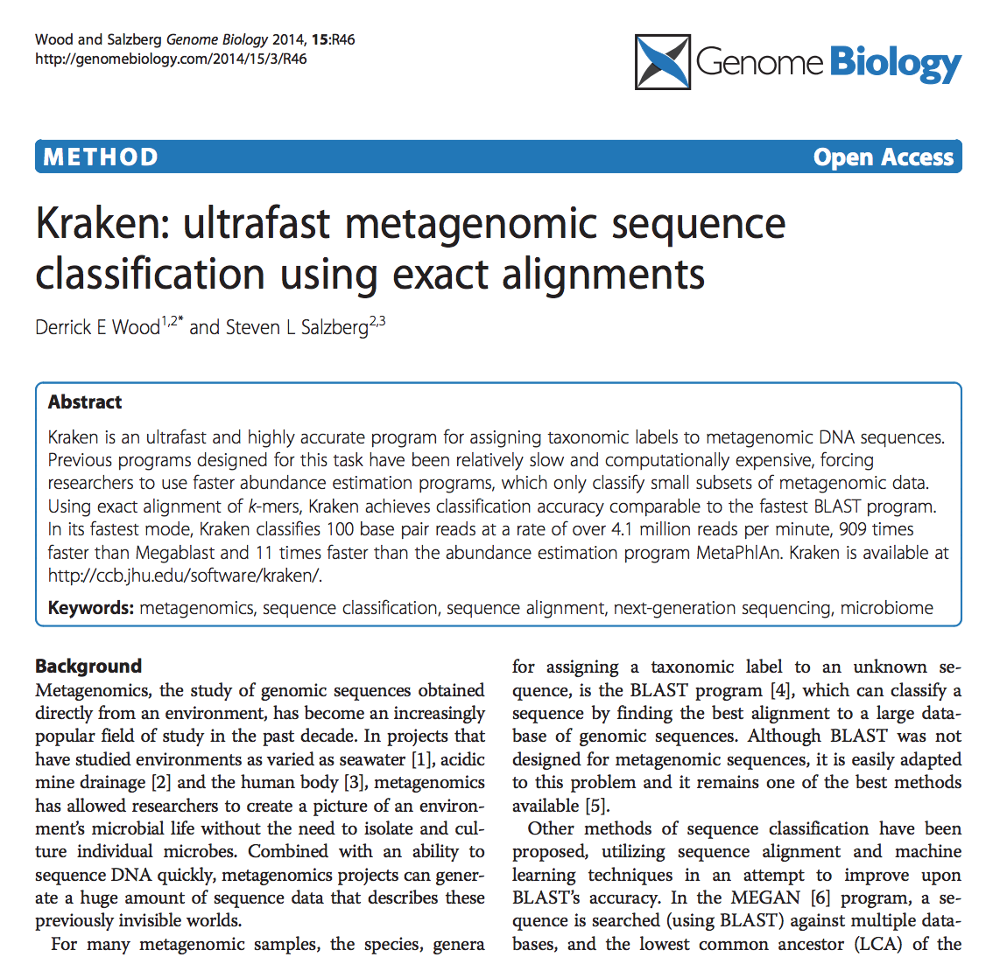 Wood and Salzberg Genome Biology 2014, 15:R46
http://genomebiology.com/2014/15/3/R46
Genome Biology
METHOD
Open Access
Kraken: ultrafast metagenomic sequence
classification using exact alignments
Derrick E Wood1,2* and Steven L Salzberg2,3
Abstract
Kraken is an ultrafast and highly accurate program for assigning taxonomic labels to metagenomic DNA sequences.
Previous programs designed for this task have been relatively slow and computationally expensive, forcing
researchers to use faster abundance estimation programs, which only classify small subsets of metagenomic data.
Using exact alignment of k-mers, Kraken achieves classification accuracy comparable to the fastest BLAST program.
In its fastest mode, Kraken classifies 100 base pair reads at a rate of over 4.1 million reads per minute, 909 times
faster than Megablast and 11 times faster than the abundance estimation program MetaPhlAn. Kraken is available at
http://ccb.jhu.edu/software/kraken/.
Keywords: metagenomics, sequence classification, sequence alignment, next-generation sequencing, microbiome
Background
Metagenomics, the study of genomic sequences obtained
directly from an environment, has become an increasingly
popular field of study in the past decade. In projects that
have studied environments as varied as seawater [1], acidic
mine drainage [2] and the human body [3], metagenomics
has allowed researchers to create a picture of an environ-
ment's microbial life without the need to isolate and cul-
ture individual microbes. Combined with an ability to
sequence DNA quickly, metagenomics projects can gener-
ate a huge amount of sequence data that describes these
previously invisible worlds.
For many metagenomic samples, the species, genera
for assigning a taxonomic label to an unknown se-
quence, is the BLAST program [4], which can classify a
sequence by finding the best alignment to a large data-
base of genomic sequences. Although BLAST was not
designed for metagenomic sequences, it is easily adapted
to this problem and it remains one of the best methods
available [5].
Other methods of sequence classification have been
proposed, utilizing sequence alignment and machine
learning techniques in an attempt to improve upon
BLAST's accuracy. In the MEGAN [6] program, a se-
quence is searched (using BLAST) against multiple data-
bases, and the lowest common ancestor (LCA) of the